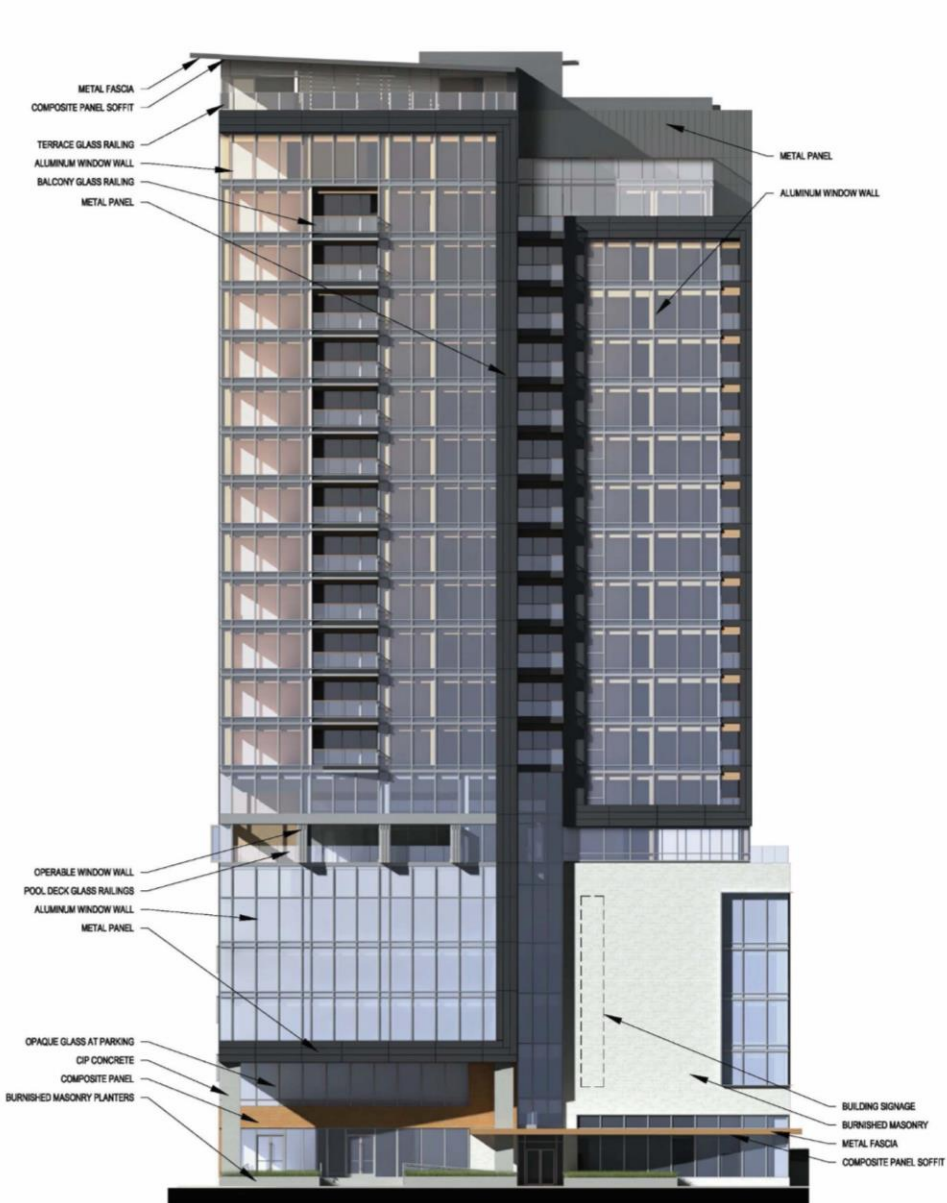 METAL FASCIA
COMPOSITE PANEL SOFFIT
TERRACE GLASS RAILING
ALUMINUM WINDOW WALL
BALCONY GLASS RAILING
METAL PANEL
METAL PANEL
ALUMINUM WINDOW WALL
OPERABLE WINDOW WALL
POOL DECK GLASS RAILINGS
ALUMINUM WINDOW WALL
METAL PANEL
OPAQUE GLASS AT PARKING
CIP CONCRETE
COMPOSITE PANEL
BURNISHED MASONRY PLANTERS
BUILDING SIGNAGE
BURNISHED MASONRY
METAL FASCIA
COMPOSITE PANEL SOFFIT